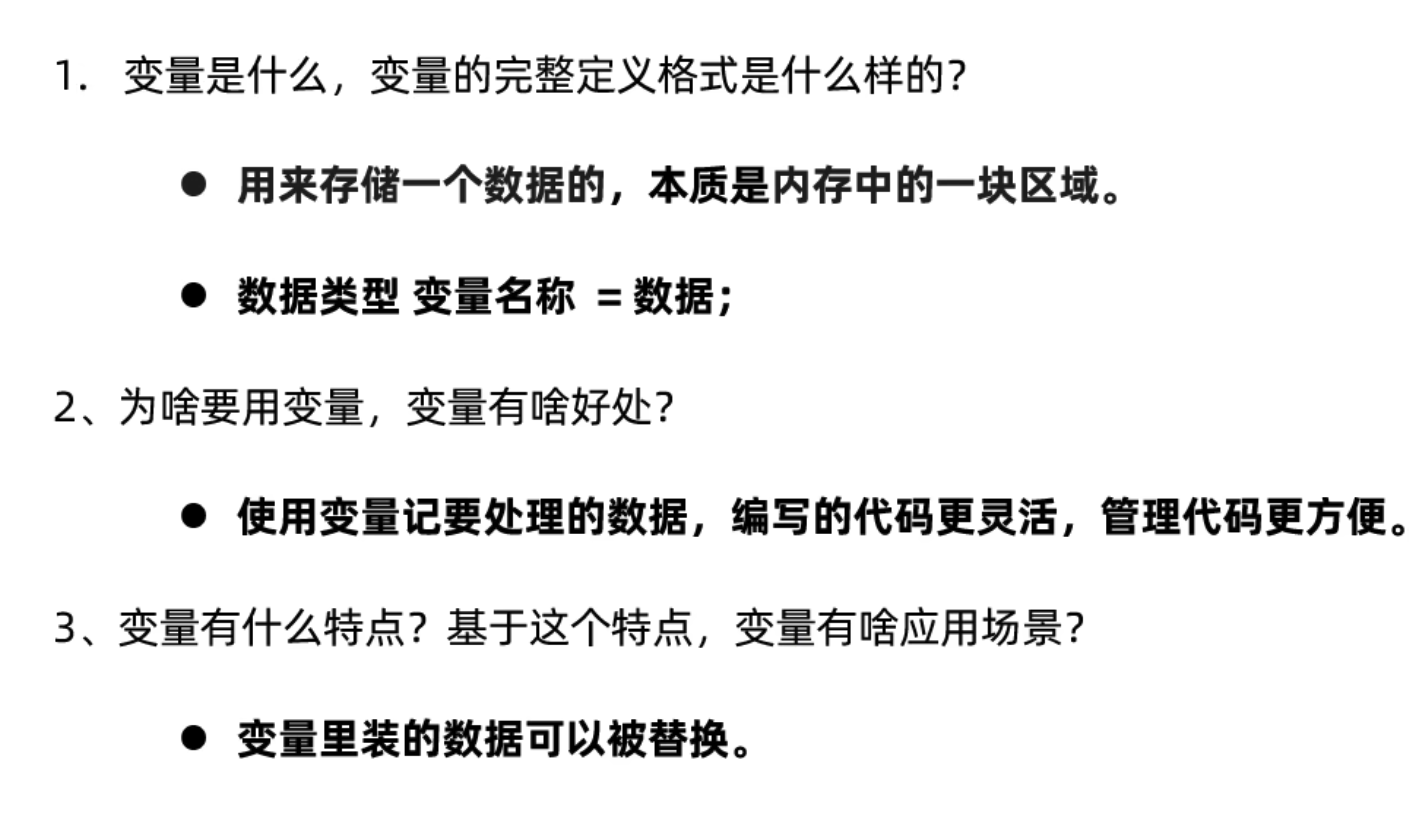 1. 变量是什么，变量的完整定义格式是什么样的？
● 用来存储一个数据的，本质是内存中的一块区域。
● 数据类型 变量名称 = 数据；
2、为啥要用变量，变量有啥好处？
● 使用变量记要处理的数据，编写的代码更灵活，管理代码更方便。
3、变量有什么特点？基于这个特点，变量有啥应用场景？
● 变量里装的数据可以被替换。